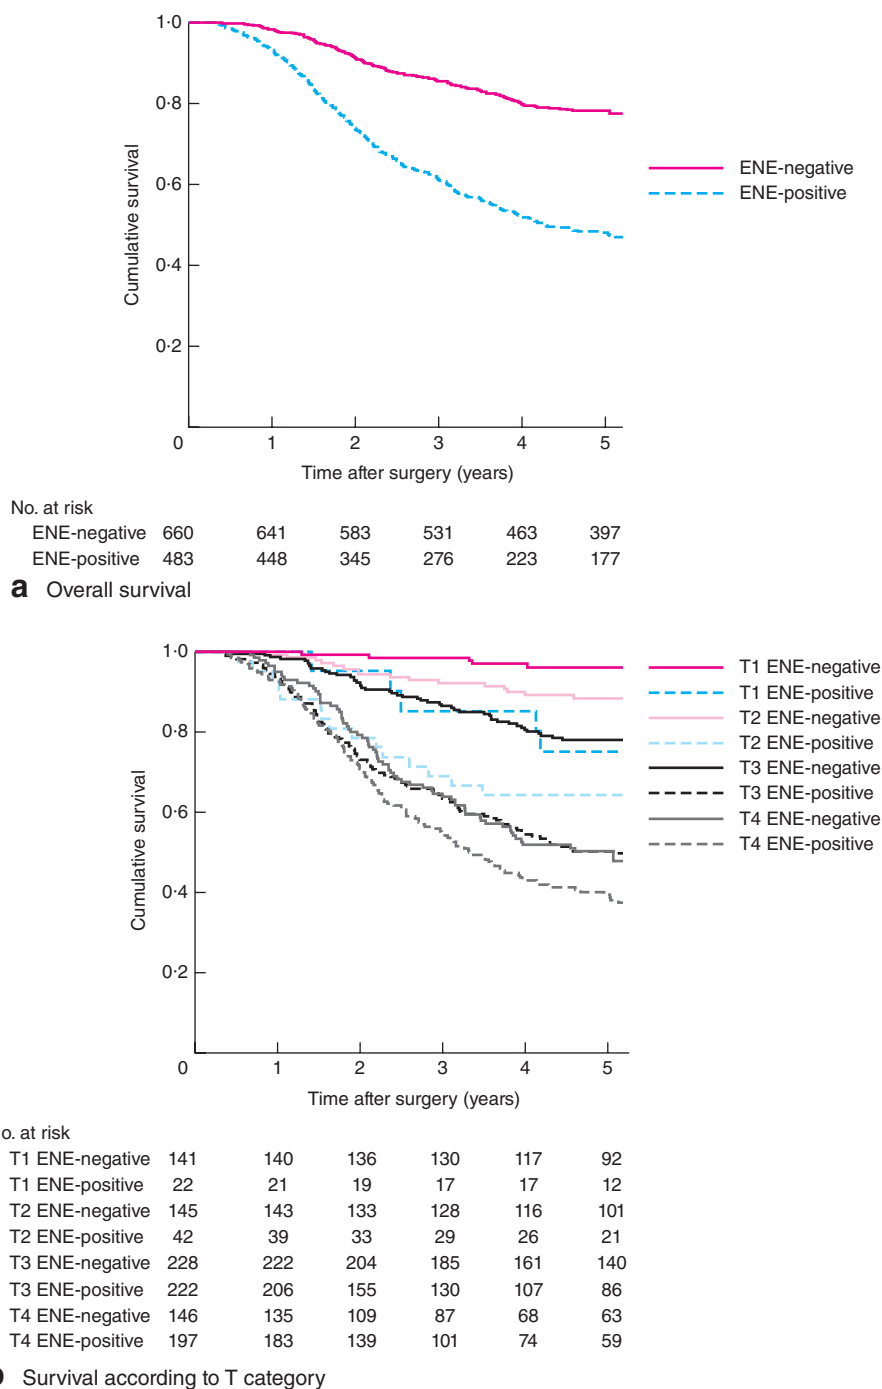 1·0
0·8
0·6
0·4
0·2
Cumulative survival
ENE-negative
ENE-positive
0 1 2 3 4 5
Time after surgery (years)
No. at risk
ENE-negative 660 641 583 531 463 397
ENE-positive 483 448 345 276 223 177
a Overall survival
1·0
0·8
0·6
0·4
0·2
Cumulative survival
T1 ENE-negative
T1 ENE-positive
T2 ENE-negative
T2 ENE-positive
T3 ENE-negative
T3 ENE-positive
T4 ENE-negative
T4 ENE-positive
0 1 2 3 4 5
Time after surgery (years)
o. at risk
T1 ENE-negative 141 140 136 130 117 92
T1 ENE-positive 22 21 19 17 17 12
T2 ENE-negative 145 143 133 128 116 101
T2 ENE-positive 42 39 33 29 26 21
T3 ENE-negative 228 222 204 185 161 140
T3 ENE-positive 222 206 155 130 107 86
T4 ENE-negative 146 135 109 87 68 63
T4 ENE-positive 197 183 139 101 74 59
Survival according to T category